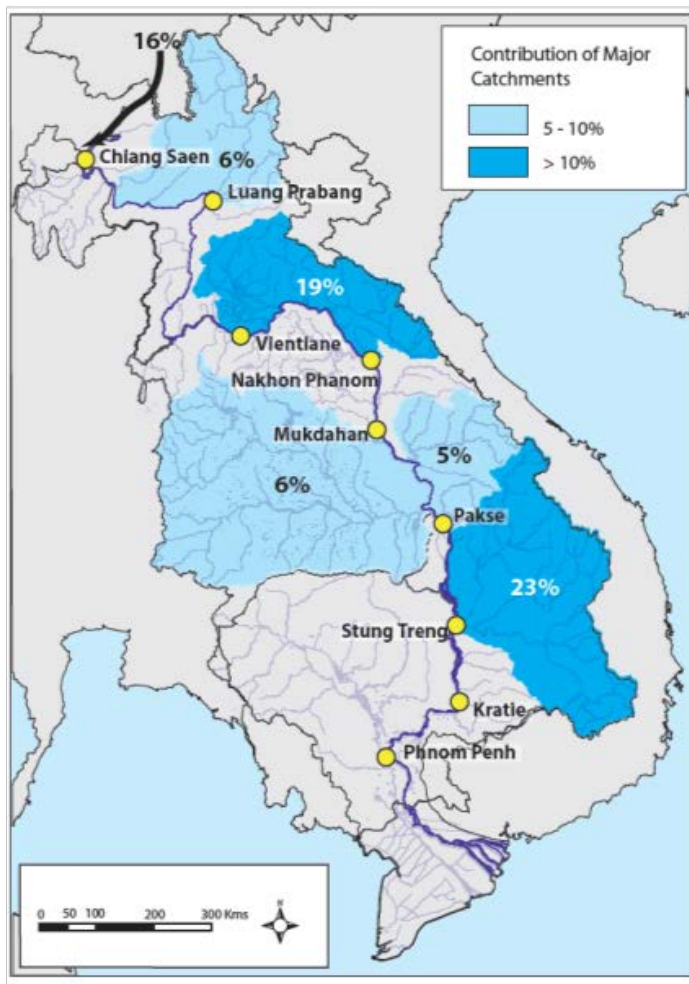 16%
Contribution of Major
Catchments
5 - 10%
> 10%
Chiang Saen
6%
Luang Prabang
19%
Vientiane
Nakhon Phanom
Mukdahan
5%
6%
Pakse
23%
Stung Treng
Kratie
Phnom Penh
0 50 100 200 300 Kms
N